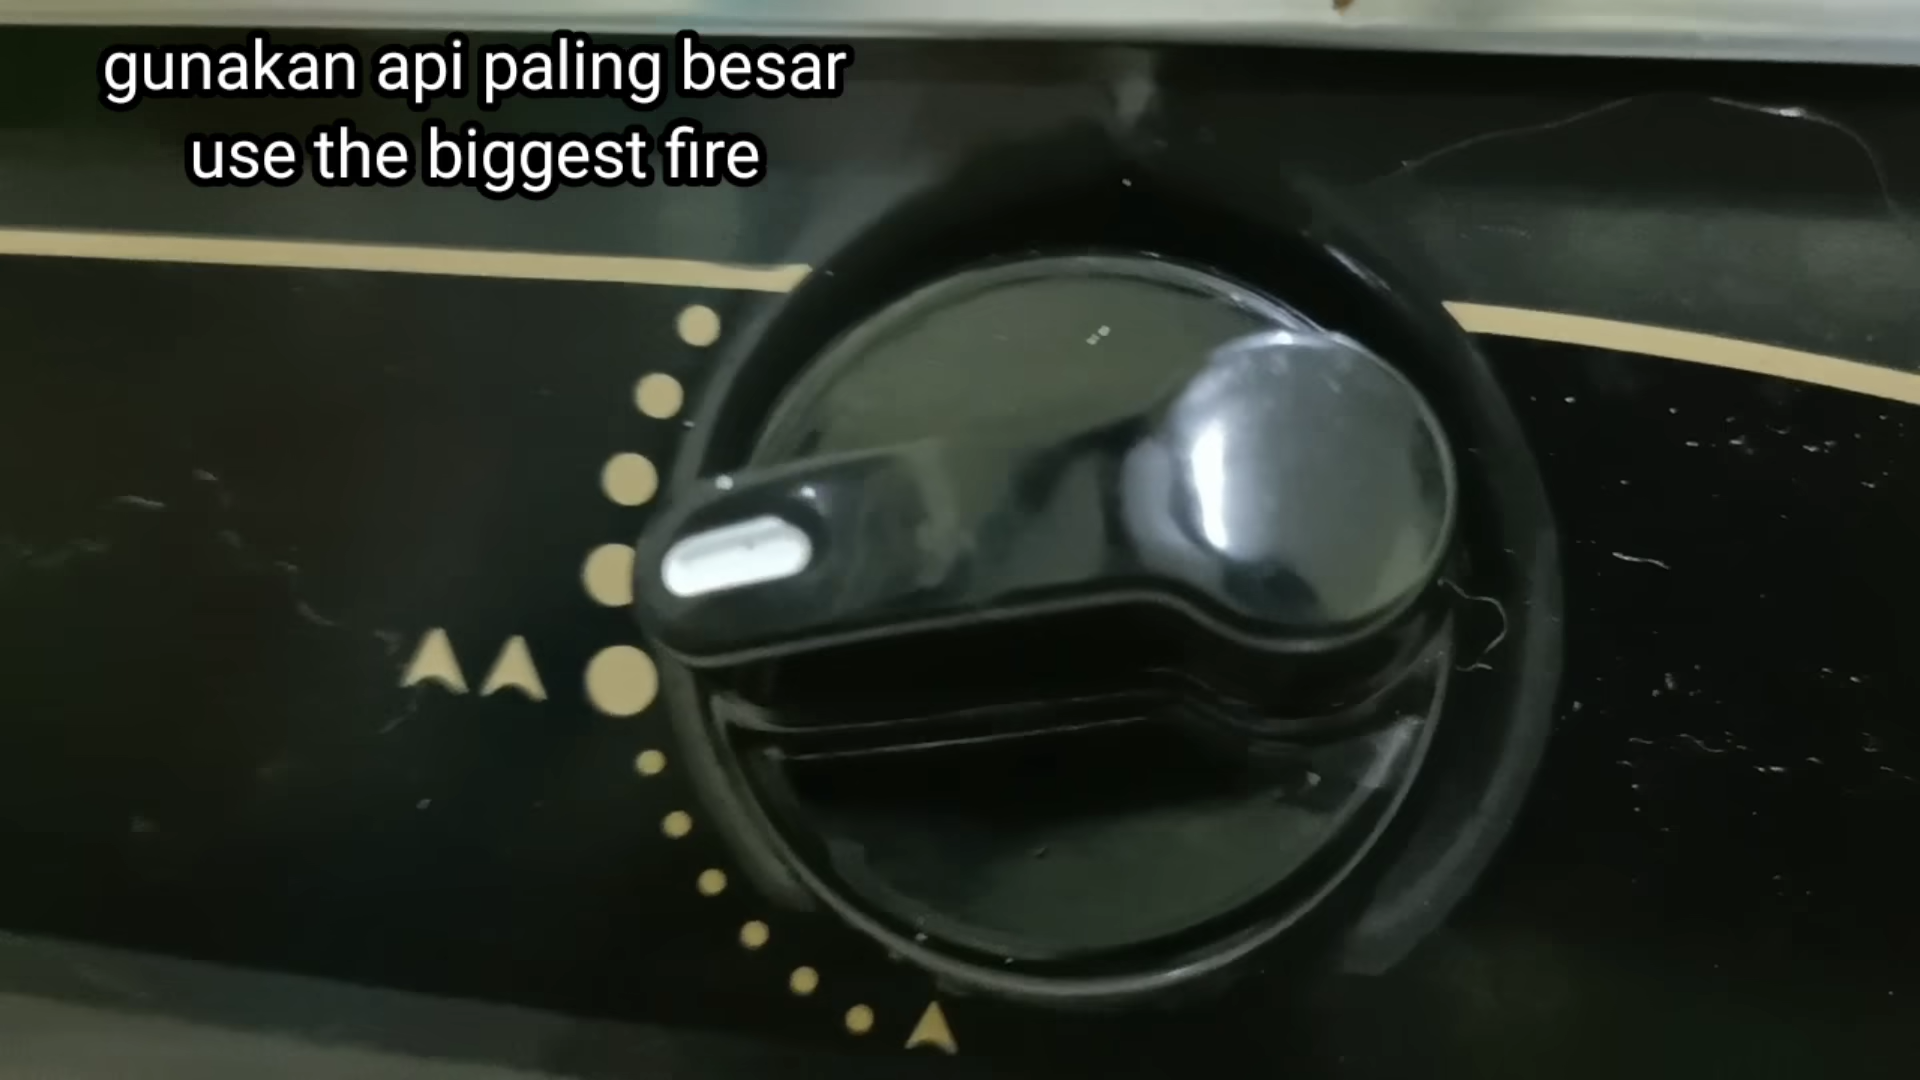 gunakan api paling besar
use the biggest fire